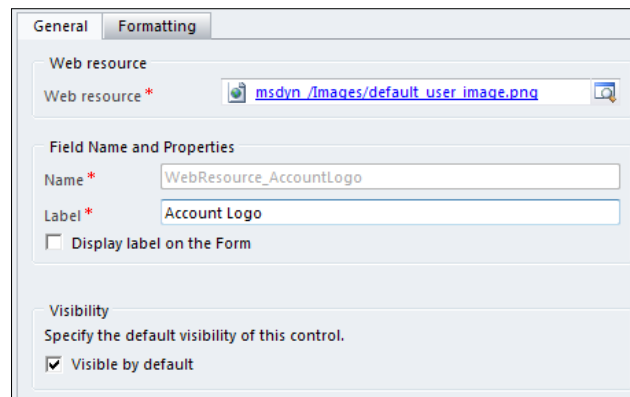 General Formatting
Web resource
Web resource * msdyn_/Images/default_user_image.png
Field Name and Properties
Name * WebResource_AccountLogo
Label * Account Logo
Display label on the Form
Visibility
Specify the default visibility of this control.
Visible by default